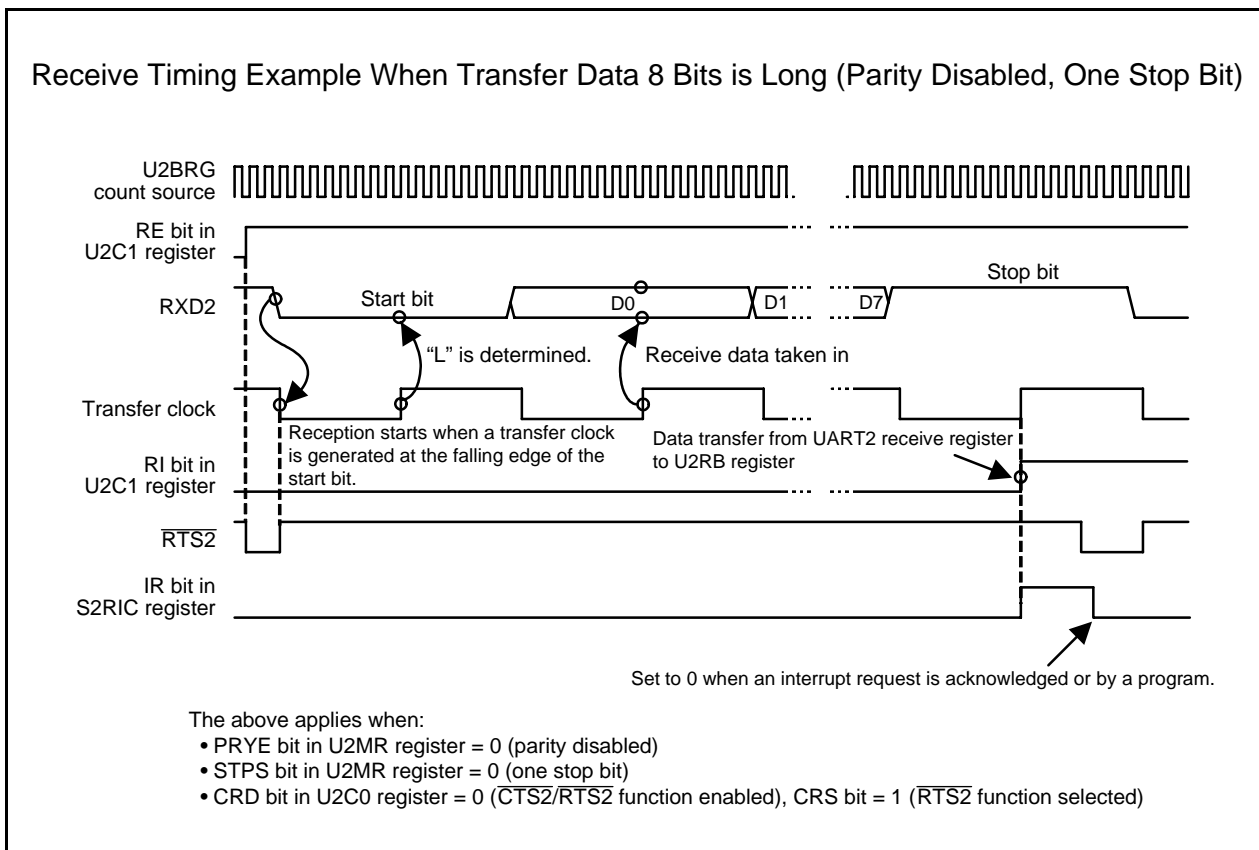 Receive Timing Example When Transfer Data 8 Bits is Long (Parity Disabled, One Stop Bit)
U2BRG
count source
RE bit in
U2C1 register
RXD2
Start bit
D0
D1
D7
Stop bit
“L” is determined.
Receive data taken in
Transfer clock
Reception starts when a transfer clock
is generated at the falling edge of the
start bit.
Data transfer from UART2 receive register
to U2RB register
RI bit in
U2C1 register
RTS2
IR bit in
S2RIC register
Set to 0 when an interrupt request is acknowledged or by a program.
The above applies when:
• PRYE bit in U2MR register = 0 (parity disabled)
• STPS bit in U2MR register = 0 (one stop bit)
• CRD bit in U2C0 register = 0 (CTS2/RTS2 function enabled), CRS bit = 1 (RTS2 function selected)